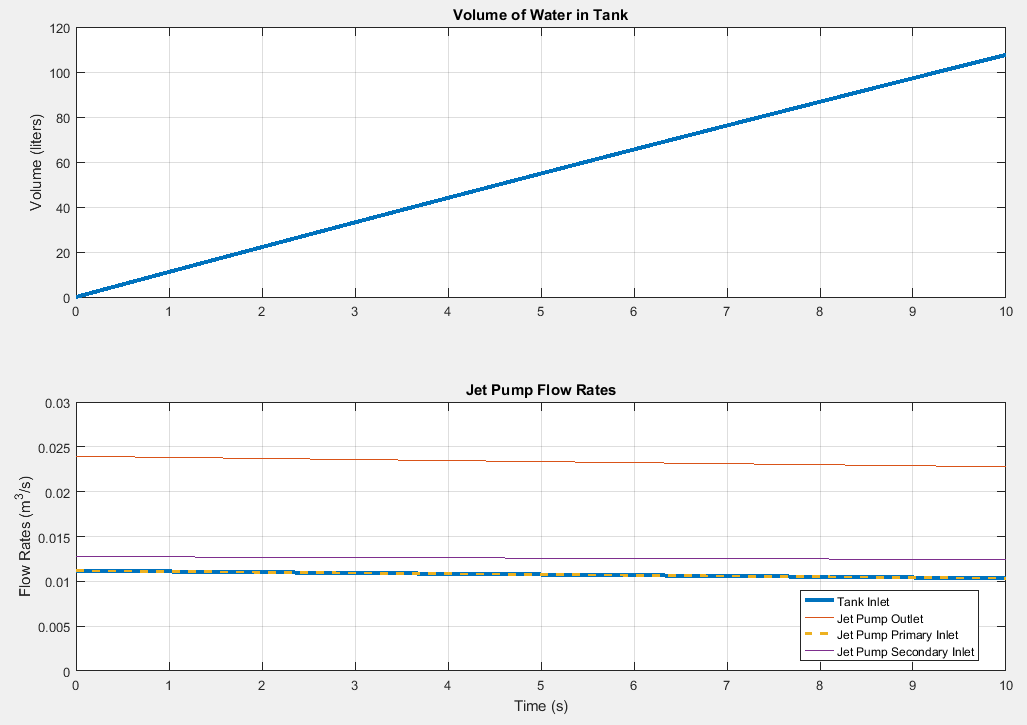 Volume of Water in Tank
120
100
80
60
40
20
0
Volume (liters)
0 1 2 3 4 5 6 7 8 9 10
Jet Pump Flow Rates
0.03
0.025
0.02
0.015
0.01
0.005
0
Flow Rates (m³/s)
Tank Inlet
Jet Pump Outlet
Jet Pump Primary Inlet
Jet Pump Secondary Inlet
0 1 2 3 4 5 6 7 8 9 10
Time (s)